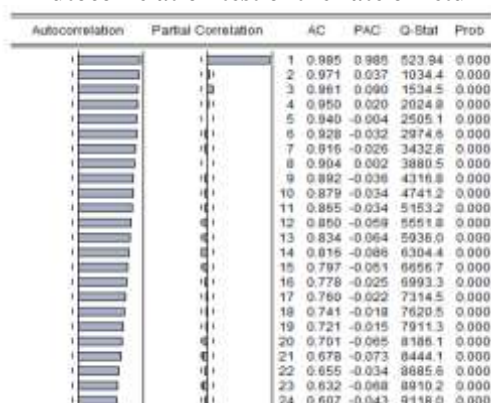 Autocorrelation Partial Correlation AC PAC Q-Stat Prob
1 0.985 0.985 523.94 0.000
2 0.971 0.037 1034.4 0.000
3 0.961 0.090 1534.5 0.000
4 0.950 0.020 2024.8 0.000
5 0.940 -0.004 2505.1 0.000
6 0.928 -0.032 2974.6 0.000
7 0.916 -0.026 3432.8 0.000
8 0.904 0.002 3880.5 0.000
9 0.892 -0.036 4316.8 0.000
10 0.879 -0.034 4741.2 0.000
11 0.865 -0.034 5153.2 0.000
12 0.850 -0.059 5551.8 0.000
13 0.834 -0.064 5936.0 0.000
14 0.816 -0.086 6304.4 0.000
15 0.797 -0.051 6656.7 0.000
16 0.778 -0.025 6993.3 0.000
17 0.760 -0.022 7314.5 0.000
18 0.741 -0.018 7620.5 0.000
19 0.721 -0.015 7911.3 0.000
20 0.701 -0.065 8186.1 0.000
21 0.678 -0.073 8444.1 0.000
22 0.655 -0.034 8685.6 0.000
23 0.632 -0.068 8910.2 0.000
24 0.607 -0.043 9118.0 0.000